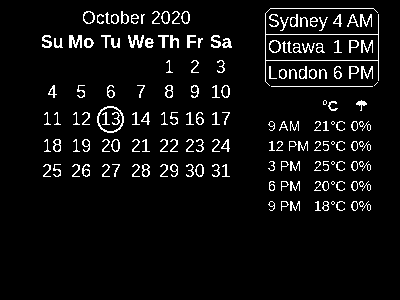 October 2020
Su Mo Tu We Th Fr Sa
1 2 3
4 5 6 7 8 9 10
11 12 13 14 15 16 17
18 19 20 21 22 23 24
25 26 27 28 29 30 31
Sydney 4 AM
Ottawa 1 PM
London 6 PM
°C ☂
9 AM 21°C 0%
12 PM 25°C 0%
3 PM 25°C 0%
6 PM 20°C 0%
9 PM 18°C 0%